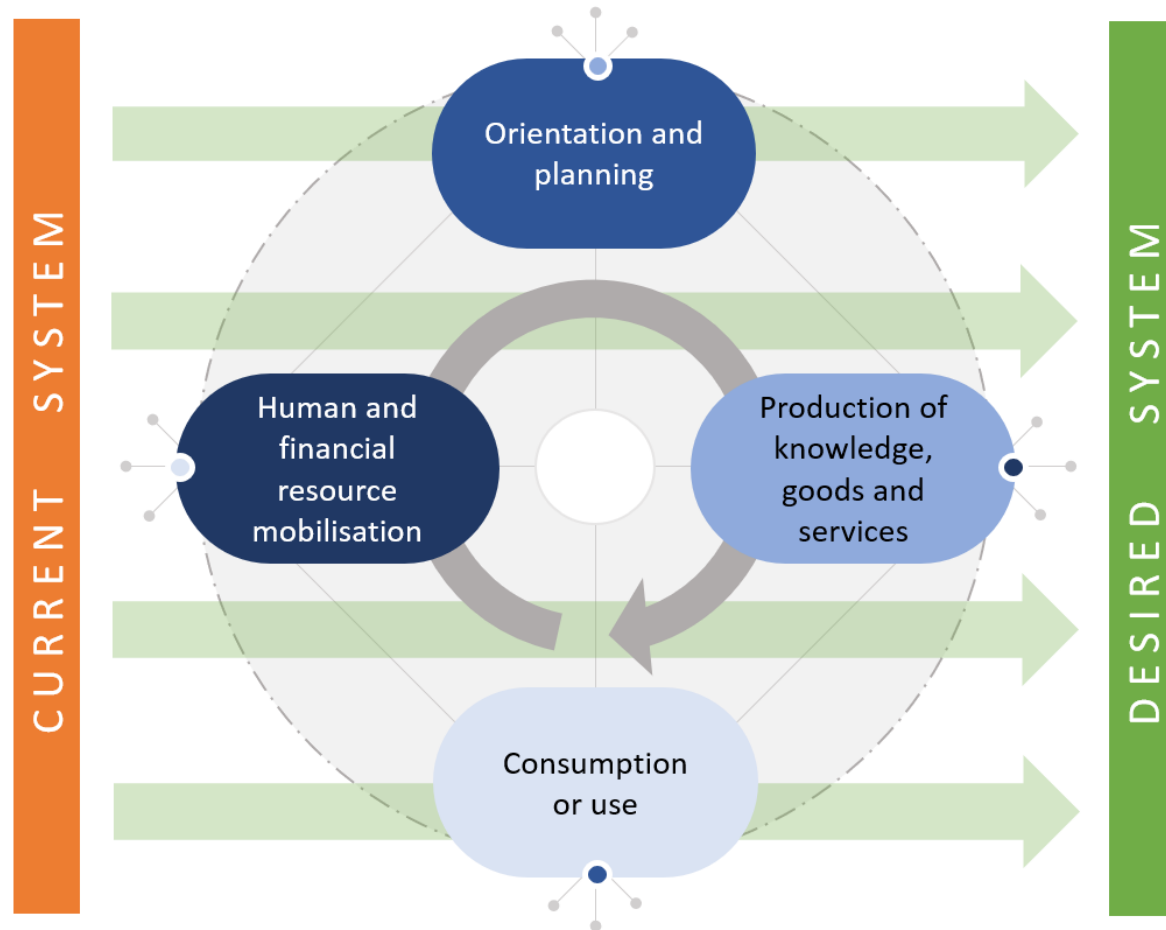 CURRENT SYSTEM
Orientation and
planning
Human and
financial
resource
mobilisation
Production of
knowledge,
goods and
services
Consumption
or use
DESIRED SYSTEM